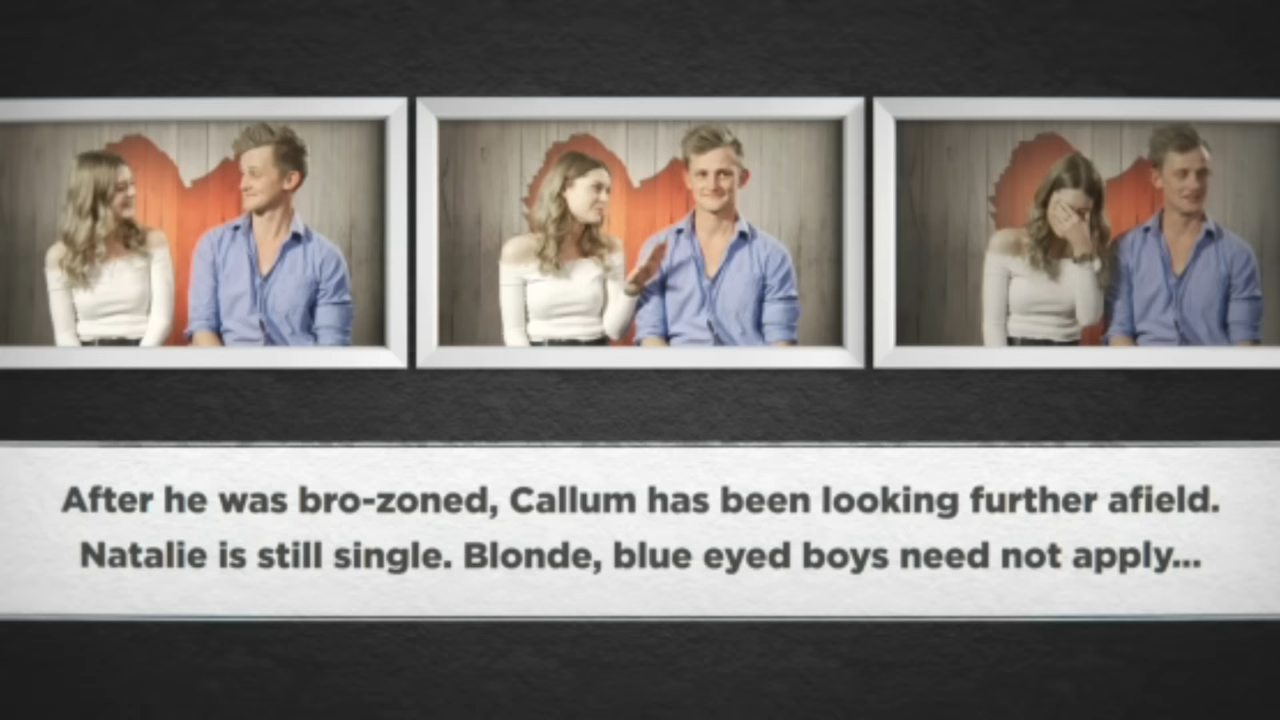 After he was bro-zoned, Callum has been looking further afield.
Natalie is still single. Blonde, blue eyed boys need not apply...